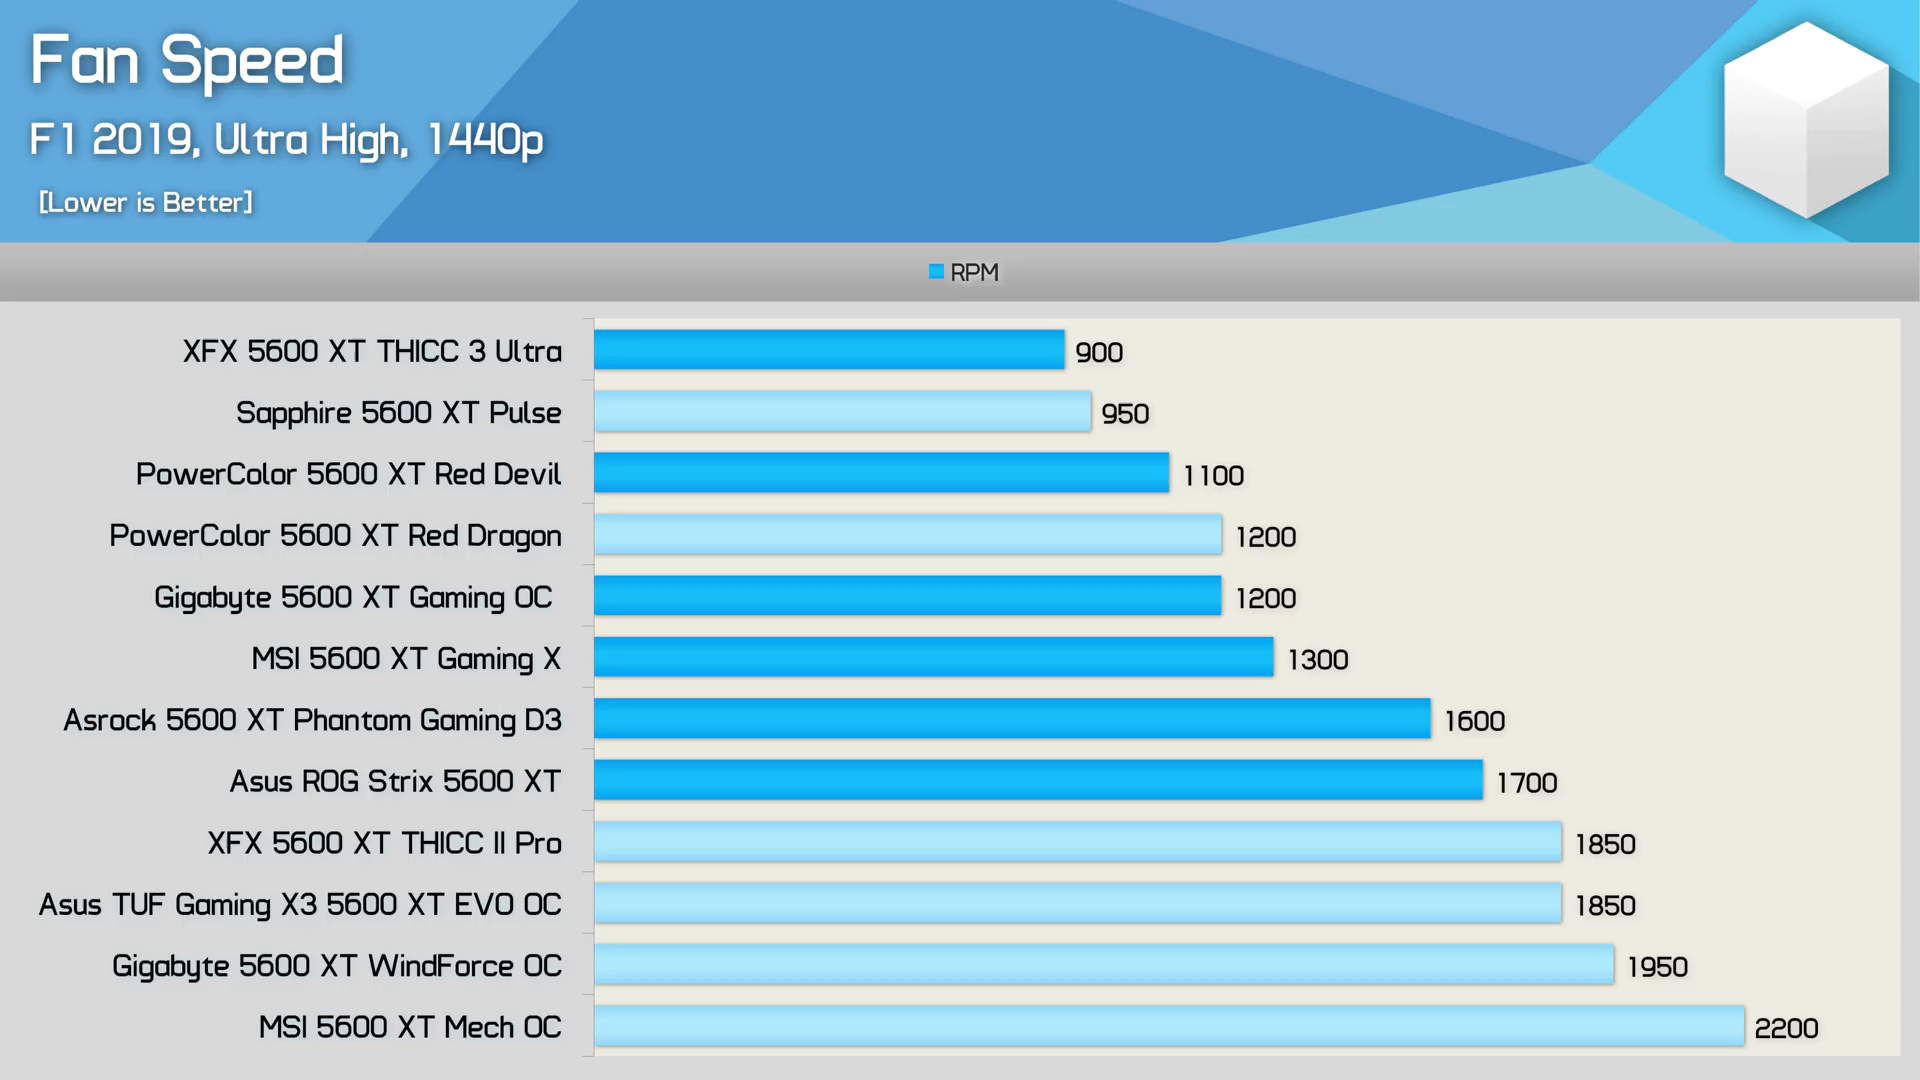 Fan Speed
F1 2019, Ultra High, 1440p
[Lower is Better]
RPM
XFX 5600 XT THICC 3 Ultra 900
Sapphire 5600 XT Pulse 950
PowerColor 5600 XT Red Devil 1100
PowerColor 5600 XT Red Dragon 1200
Gigabyte 5600 XT Gaming OC 1200
MSI 5600 XT Gaming X 1300
Asrock 5600 XT Phantom Gaming D3 1600
Asus ROG Strix 5600 XT 1700
XFX 5600 XT THICC II Pro 1850
Asus TUF Gaming X3 5600 XT EVO OC 1850
Gigabyte 5600 XT WindForce OC 1950
MSI 5600 XT Mech OC 2200